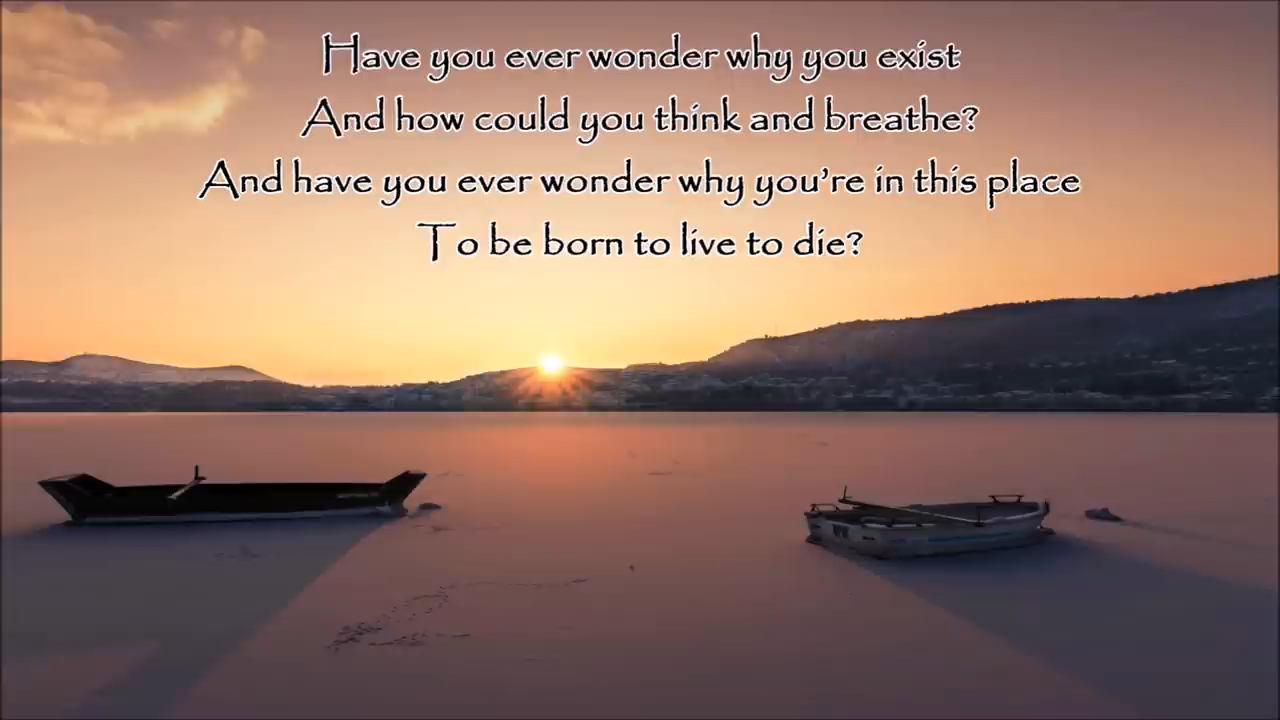 Have you ever wonder why you exist
And how could you think and breathe?
And have you ever wonder why you’re in this place
To be born to live to die?